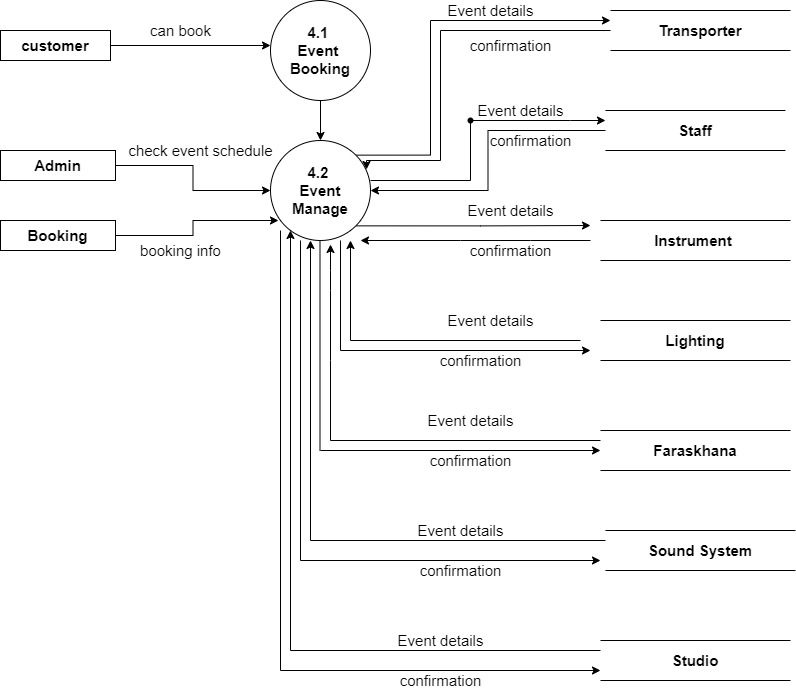 Event details
can book
4.1
Event
Booking
customer
confirmation
Transporter
Event details
Staff
confirmation
check event schedule
Admin
4.2
Event
Manage
Event details
Booking
booking info
Instrument
confirmation
Event details
Lighting
confirmation
Event details
Faraskhana
confirmation
Event details
Sound System
confirmation
Event details
Studio
confirmation